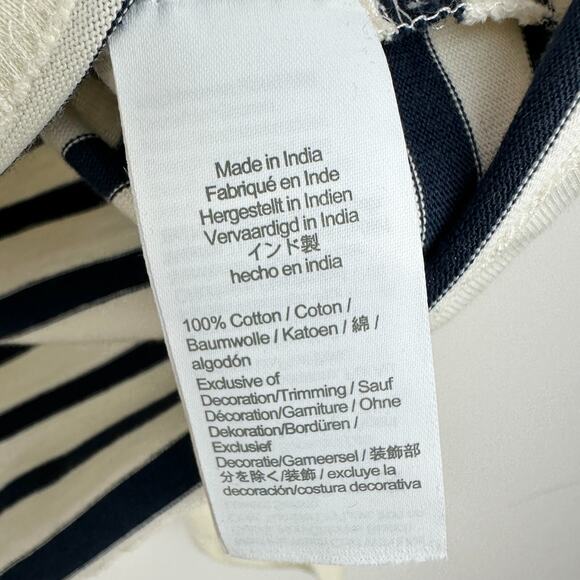 Made in India
Fabriqué en Inde
Hergestellt in Indien
Vervaardigd in India
インド製
hecho en india
100% Cotton / Coton /
Baumwolle / Katoen / 綿 /
algodón
Exclusive of
Decoration/Trimming / Sauf
Décoration/Garniture / Ohne
Dekoration/Bordüren /
Exclusief
Decoratie/Garneersel / 装飾部
分を除く/装飾 / excluye la
decoración/costura decorativa